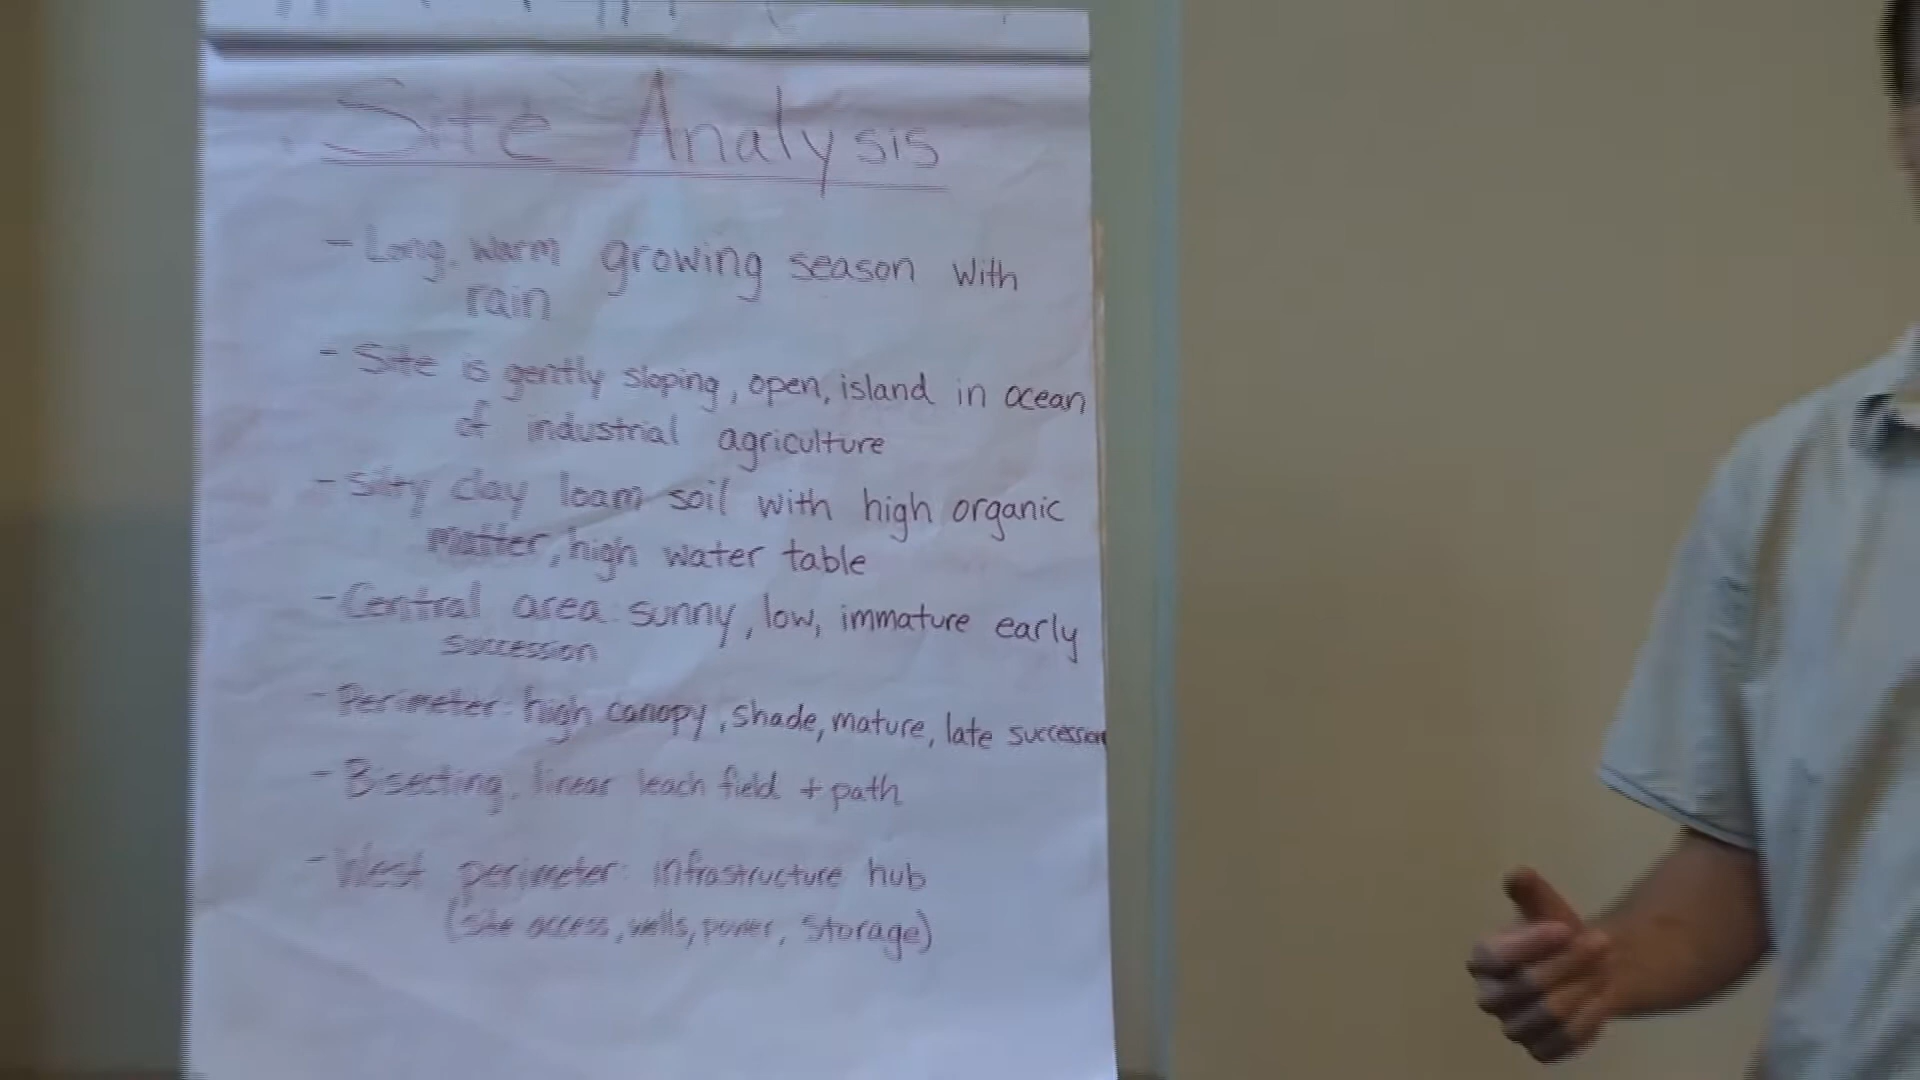 Site Analysis
- Long, warm growing season with
rain
- Site is gently sloping, open, island in ocean
of industrial agriculture
- Silty clay loam soil with high organic
matter, high water table
- Central area: sunny, low, immature early
succession
- Perimeter: high canopy, shade, mature, late succession
- Bisecting, linear leach field + path
- West perimeter: infrastructure hub
(site access, wells, power, storage)